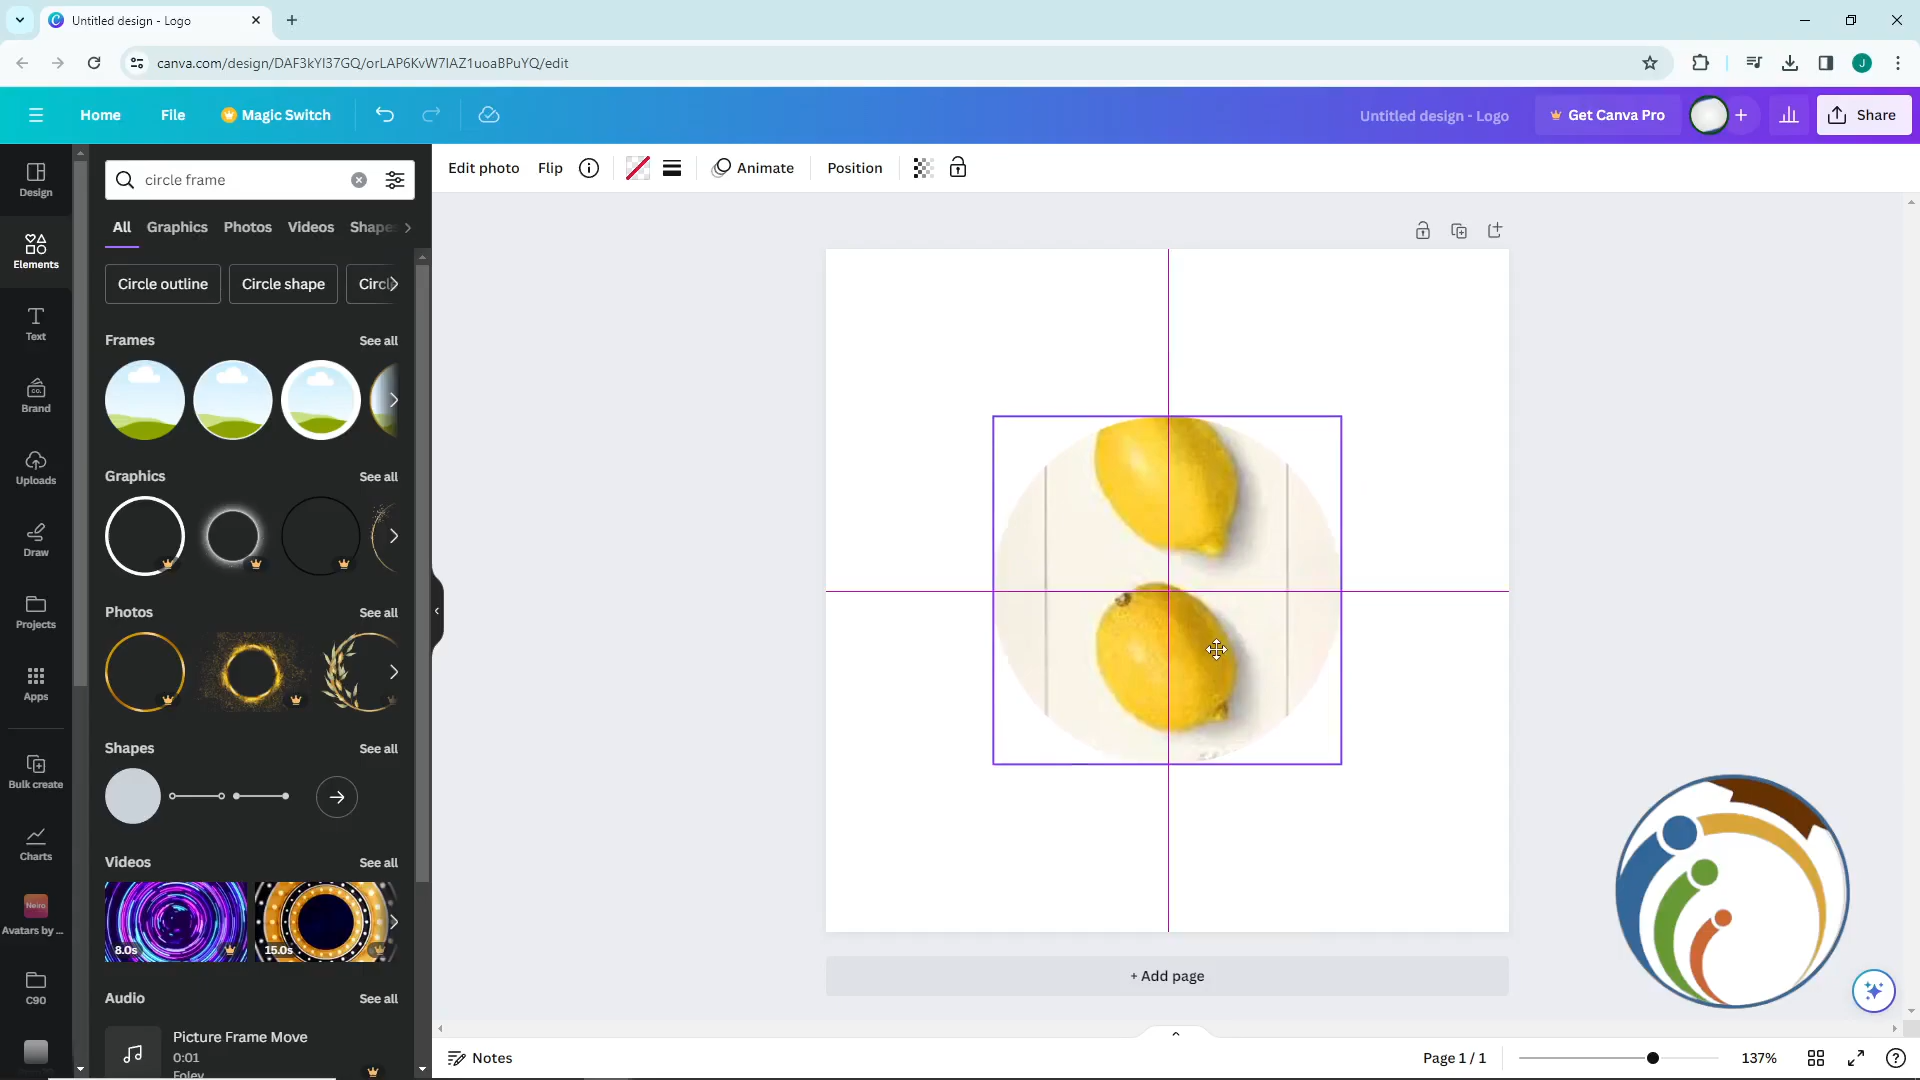 Untitled design - Logo
canva.com/design/DAF3kYI37GQ/orLAP6KvW7IAZ1uoaBPuYQ/edit
J
Home File Magic Switch Untitled design - Logo Get Canva Pro Share
circle frame
Edit photo Flip Animate Position
Design
Elements
Text
Brand
Uploads
Draw
Projects
Apps
Bulk create
Charts
Neiro
Avatars by ...
C90
All Graphics Photos Videos Shapes
Circle outline Circle shape Circl
Frames See all
Graphics See all
Photos See all
Shapes See all
Videos See all
8.0s 15.0s
Audio See all
Picture Frame Move
0:01
Foley
+ Add page
Notes Page 1 / 1 137%